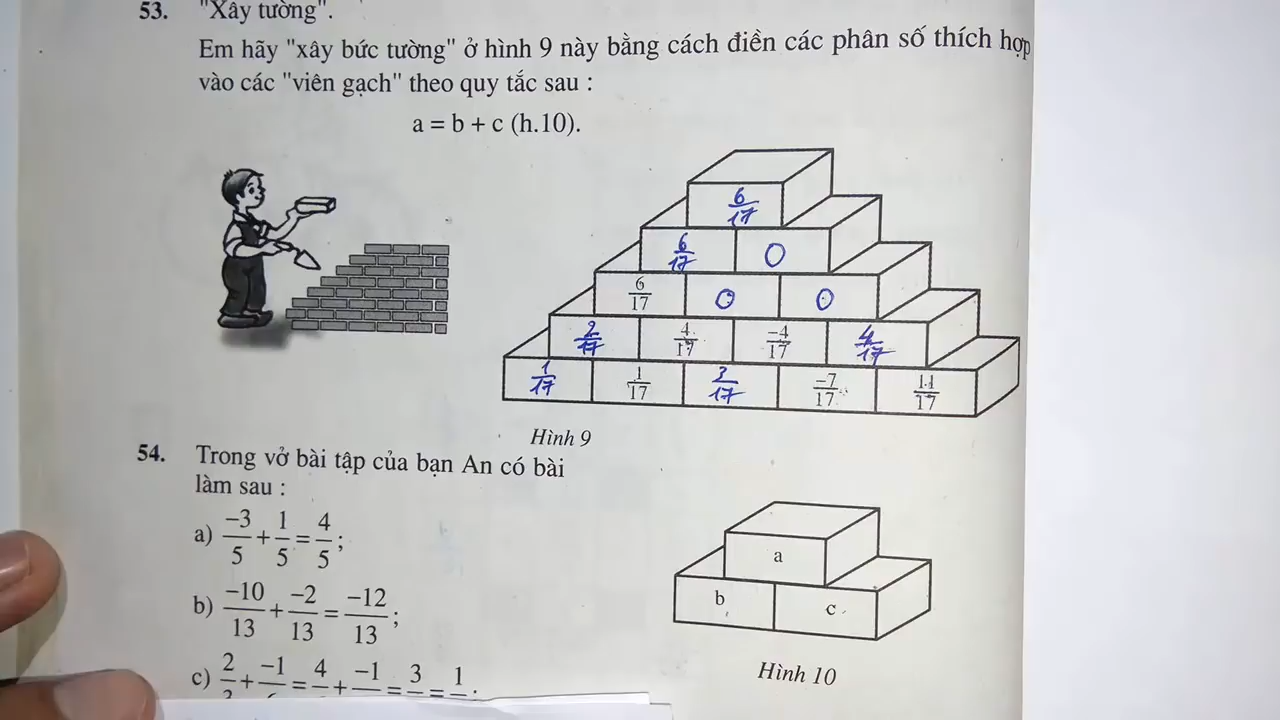 53. "Xây tường".
Em hãy "xây bức tường" ở hình 9 này bằng cách điền các phân số thích hợp
vào các "viên gạch" theo quy tắc sau :
a = b + c (h.10).
6/17
6/17 0
6/17 0 0
2/17 4/17 -4/17 4/17
1/17 1/17 3/17 -7/17 11/17
Hình 9
54. Trong vở bài tập của bạn An có bài
làm sau :
a) -3/5 + 1/5 = 4/5 ;
b) -10/13 + -2/13 = -12/13 ;
a
b c
Hình 10